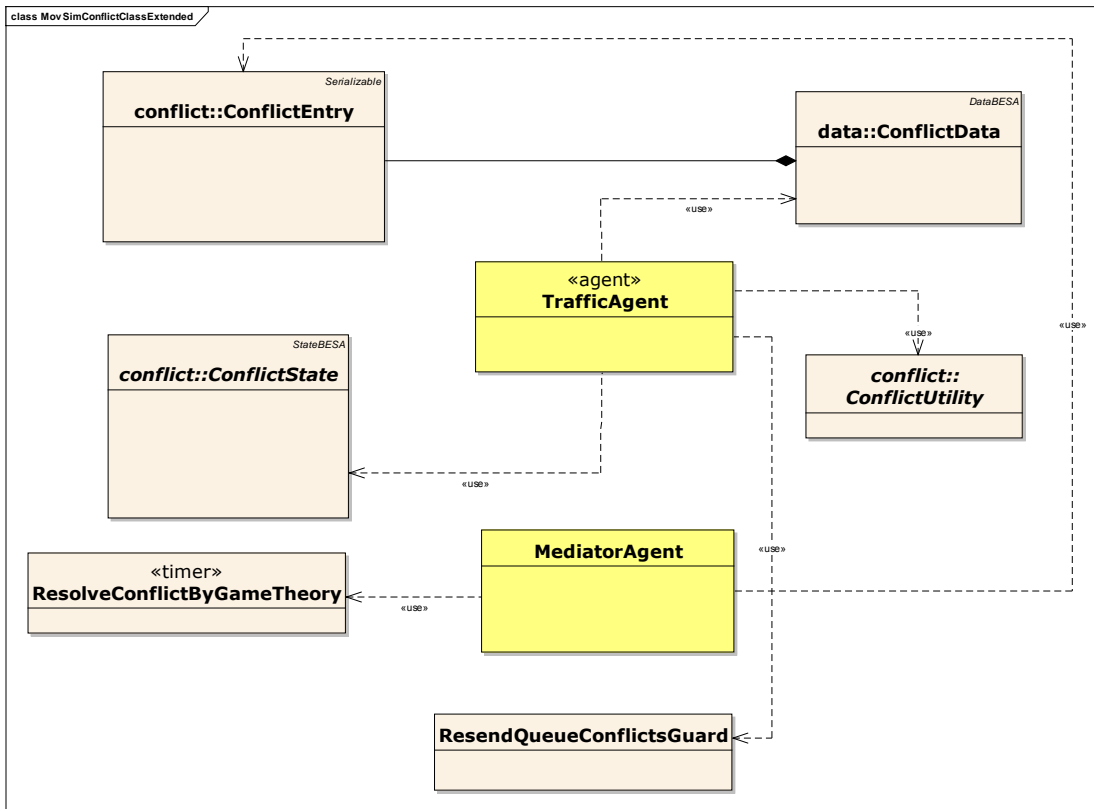 class MovSimConflictClassExtended
Serializable
conflict::ConflictEntry
DataBESA
data::ConflictData
«use»
«agent»
TrafficAgent
«use»
«use»
StateBESA
conflict::ConflictState
conflict::
ConflictUtility
«use»
MediatorAgent
«use»
«timer»
ResolveConflictByGameTheory
«use»
ResendQueueConflictsGuard